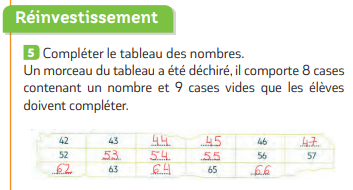 Réinvestissement
5 Compléter le tableau des nombres.
Un morceau du tableau a été déchiré, il comporte 8 cases
contenant un nombre et 9 cases vides que les élèves
doivent compléter.
42 43 44 45 46 47
52 53 54 55 56 57
62 63 64 65 66